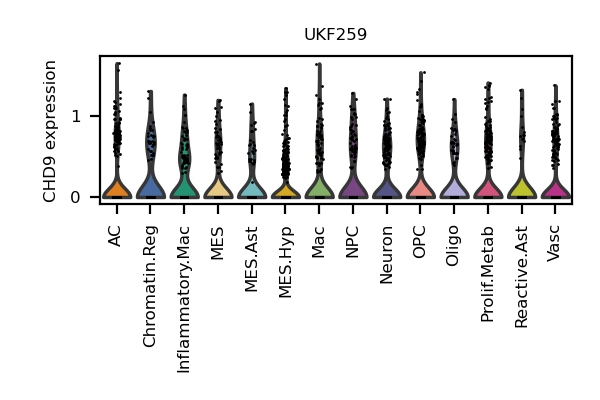 UKF259
CHD9 expression
1
0
AC
Chromatin.Reg
Inflammatory.Mac
MES
MES.Ast
MES.Hyp
Mac
NPC
Neuron
OPC
Oligo
Prolif.Metab
Reactive.Ast
Vasc